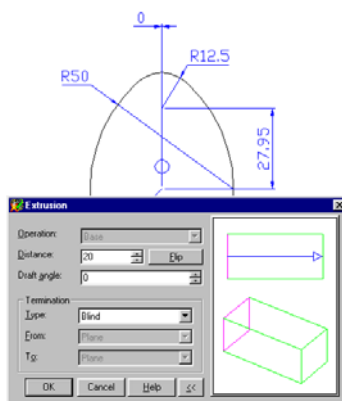 0
R12.5
R50
27.95
Extrusion
Operation: Base
Distance: 20 Flip
Draft angle: 0
Termination
Type: Blind
From: Plane
To: Plane
OK Cancel Help <<